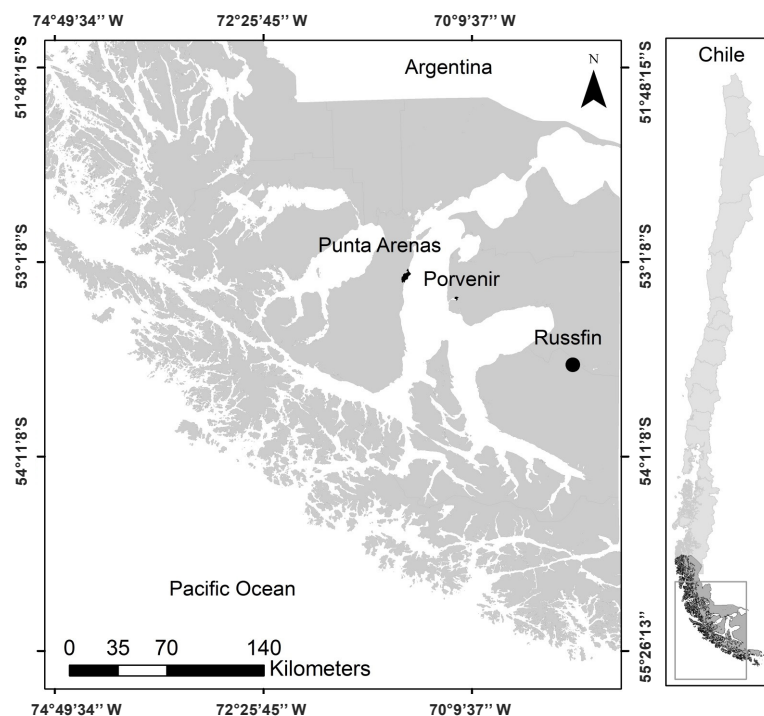 74°49’34’’ W 72°25’45’’ W 70°9’37’’ W
51°48’15’’S
53°1’8’’S
54°11’8’’S
Argentina
N
Punta Arenas
Porvenir
Russfin
Pacific Ocean
0 35 70 140
Kilometers
74°49’34’’ W 72°25’45’’ W 70°9’37’’ W
51°48’15’’S
53°1’8’’S
54°11’8’’S
55°26’13’’S
Chile